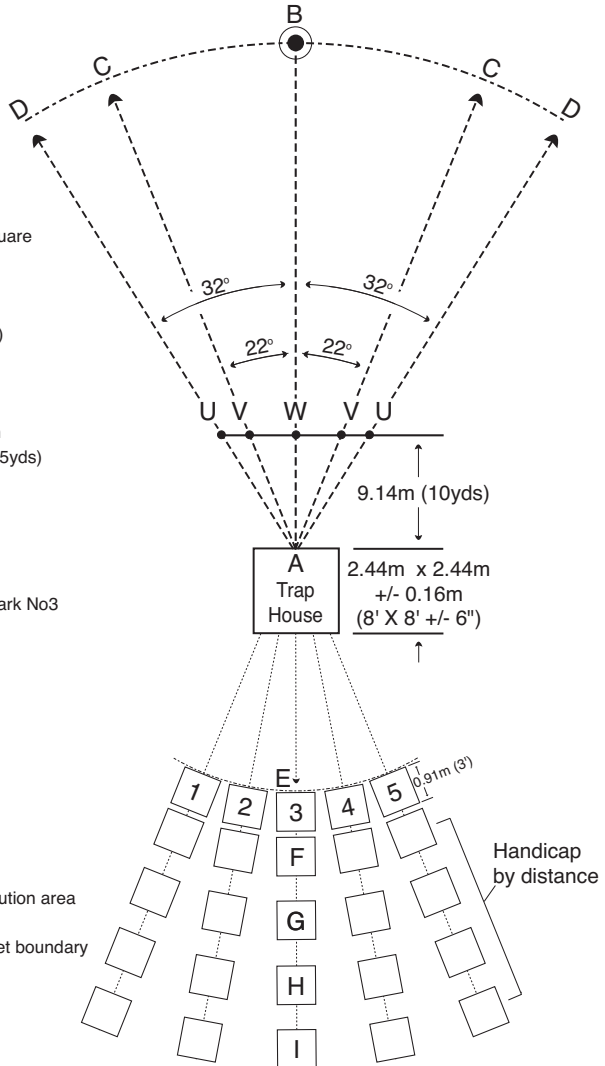 B
C C
D D
uare
32° 32°
)
22° 22°
U V W V U
5yds)
9.14m (10yds)
A
Trap
House
2.44m x 2.44m
+/- 0.16m
(8' X 8' +/- 6")
ark No3
E
0.91m (3')
1 2 3 4 5
F
Handicap
by distance
ution area
G
et boundary
H
I